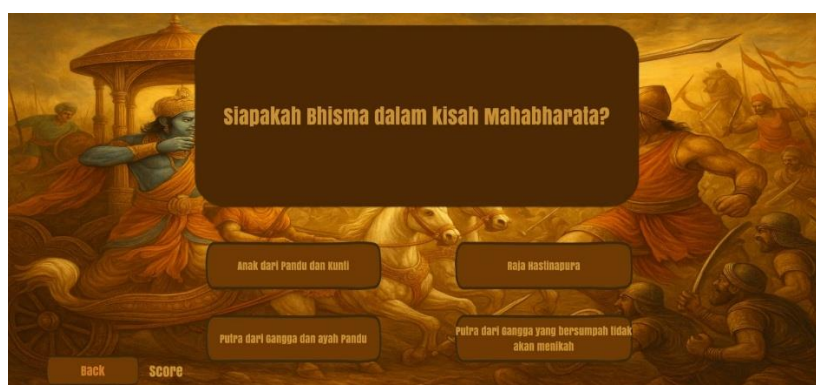 Siapakah Bhisma dalam kisah Mahabharata?
Anak dari Pandu dan Kunti
Raja Hastinapura
Putra dari Gangga dan ayah Pandu
Putra dari Gangga yang bersumpah tidak
akan menikah
Back
Score